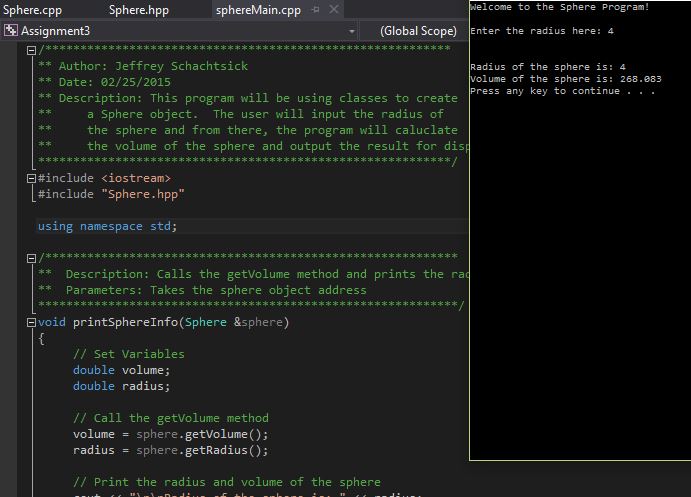 Sphere.cpp Sphere.hpp sphereMain.cpp
Assignment3 (Global Scope)
/***************************************************
** Author: Jeffrey Schachtsick
** Date: 02/25/2015
** Description: This program will be using classes to create
** a Sphere object. The user will input the radius of
** the sphere and from there, the program will caluclate
** the volume of the sphere and output the result for disp
****************************************************/
#include <iostream>
#include "Sphere.hpp"
using namespace std;
/****************************************************
** Description: Calls the getVolume method and prints the rad
** Parameters: Takes the sphere object address
*****************************************************/
void printSphereInfo(Sphere &sphere)
{
// Set Variables
double volume;
double radius;
// Call the getVolume method
volume = sphere.getVolume();
radius = sphere.getRadius();
// Print the radius and volume of the sphere
cout << "\n\nRadius of the sphere is: " << radius;
Welcome to the Sphere Program!
Enter the radius here: 4
Radius of the sphere is: 4
Volume of the sphere is: 268.083
Press any key to continue . . .